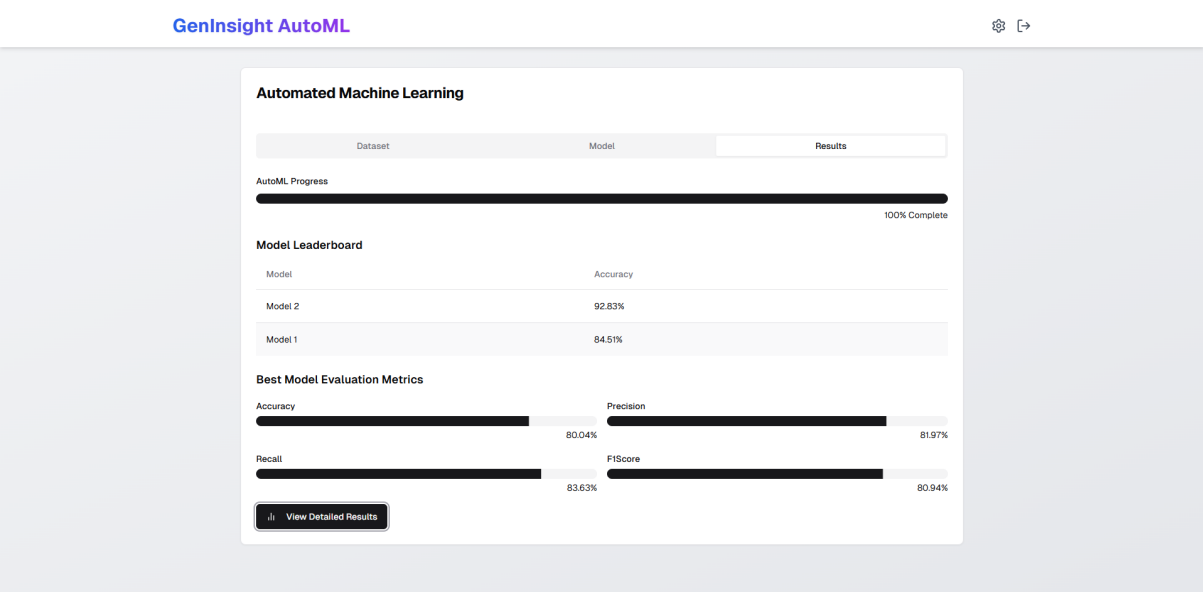 GenInsight AutoML
Automated Machine Learning
Dataset Model Results
AutoML Progress
100% Complete
Model Leaderboard
Model Accuracy
Model 2 92.83%
Model 1 84.51%
Best Model Evaluation Metrics
Accuracy Precision
80.04% 81.97%
Recall F1Score
83.63% 80.94%
View Detailed Results